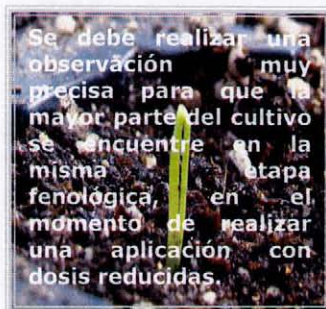 Se debe realizar una
observación muy
precisa para que la
mayor parte del cultivo
se encuentre en la
misma etapa
fenológica, en el
momento de realizar
una aplicación con
dosis reducidas.